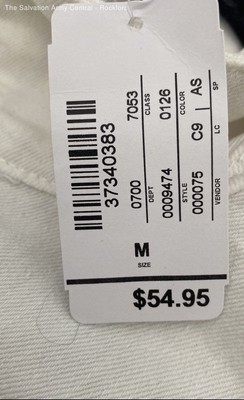 The Salvation Army Central -
37340383
0700 7053
DEPT CLASS
0009474 0126
STYLE COLOR
000075 C9 | AS
VENDOR LC SP
M
SIZE
$54.95